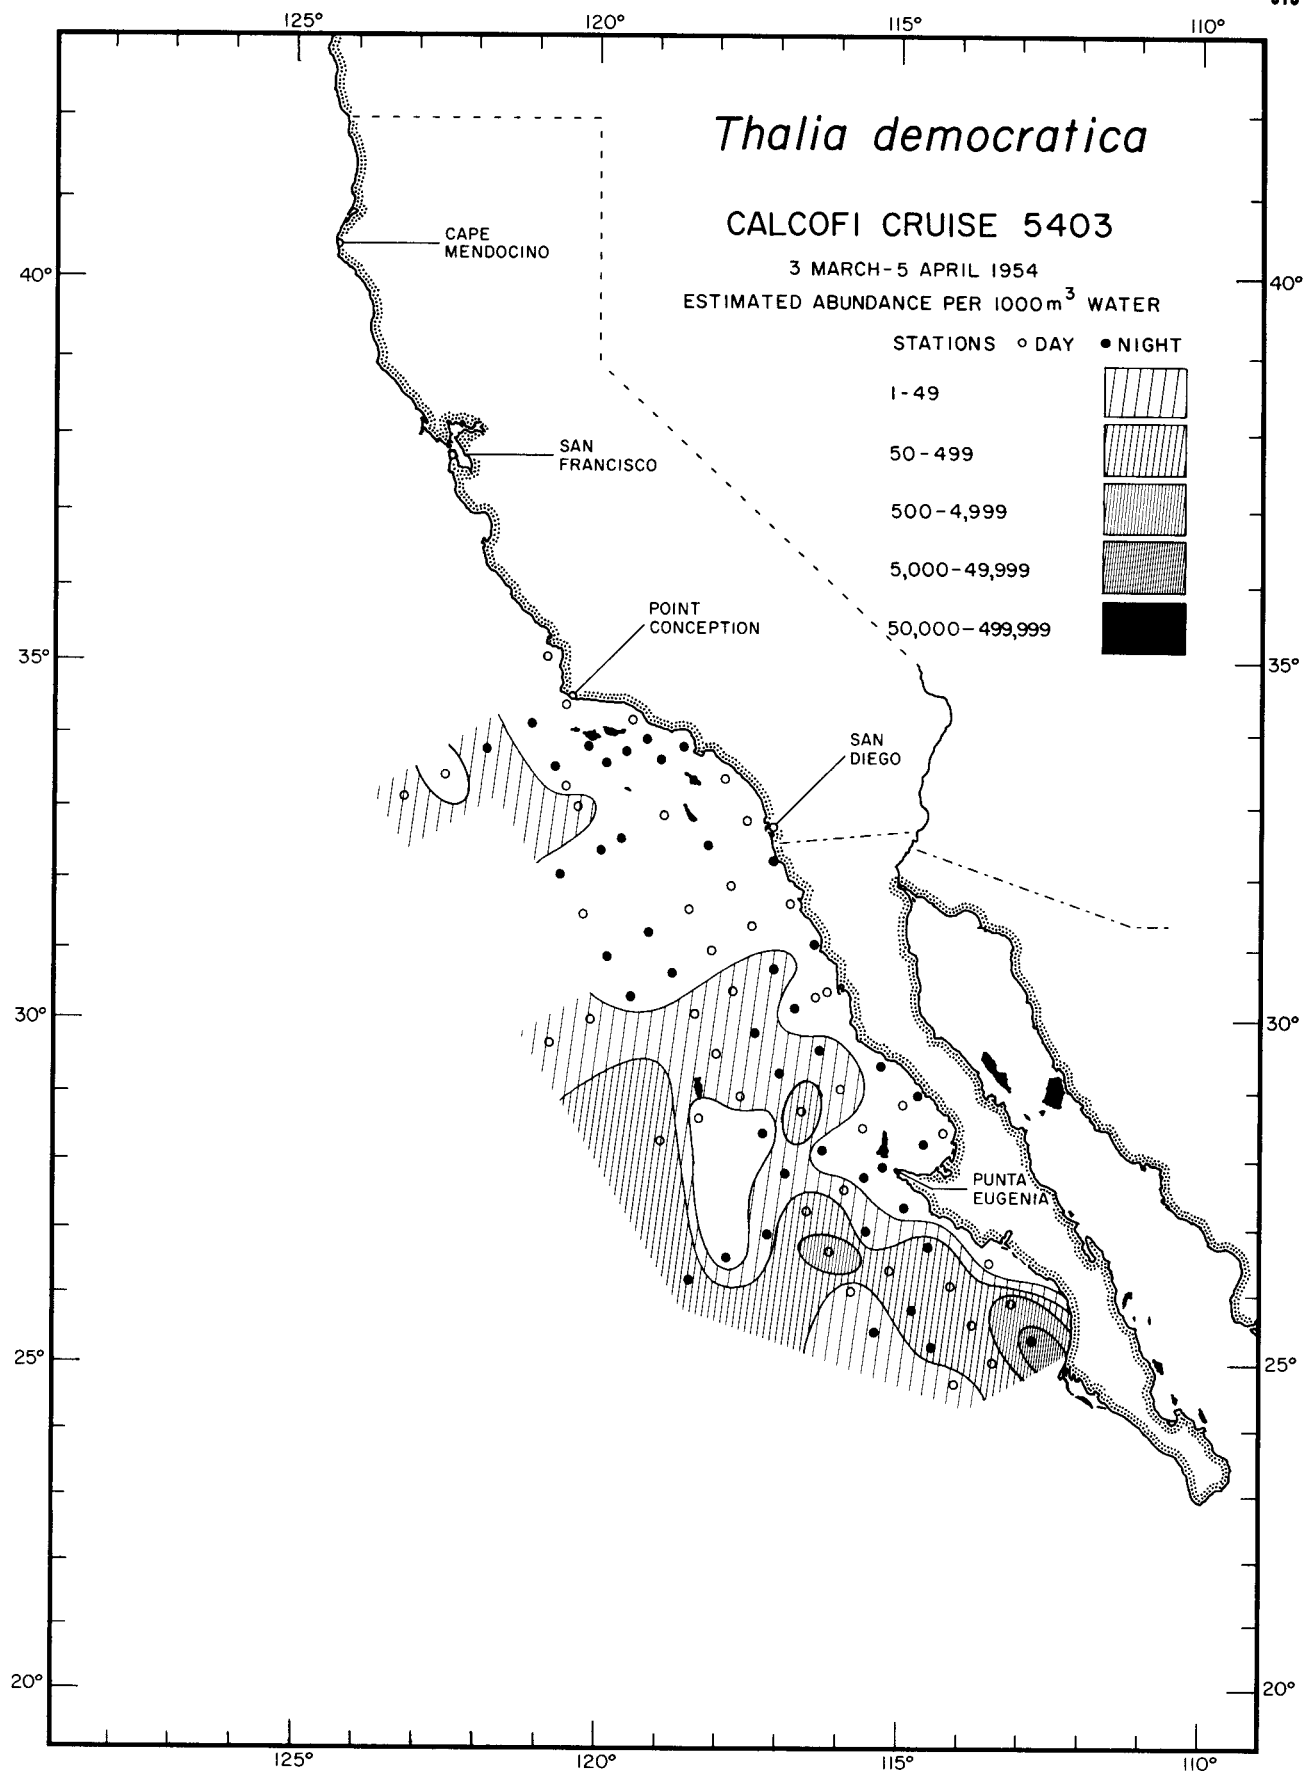 125°
120°
115°
110°
Thalia democratica
CALCOFI CRUISE 5403
3 MARCH-5 APRIL 1954
ESTIMATED ABUNDANCE PER 1000m³ WATER
STATIONS ○ DAY ● NIGHT
1-49
50-499
500-4,999
5,000-49,999
50,000-499,999
CAPE
MENDOCINO
40°
40°
SAN
FRANCISCO
POINT
CONCEPTION
35°
35°
SAN
DIEGO
30°
30°
PUNTA
EUGENIA
25°
25°
20°
20°
125°
120°
115°
110°